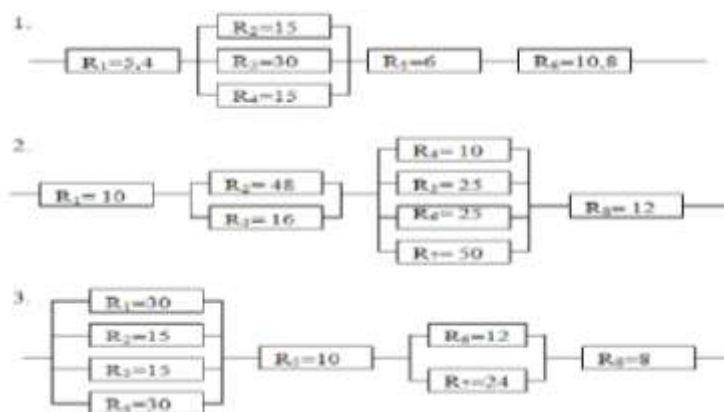 1.
R₂=15
R₁=5,4 R₃=30 R₅=6 R₆=10,8
R₄=15
2.
R₄= 10
R₂= 48 R₅= 25
R₁= 10 R₈= 12
R₃= 16 R₆= 25
R₇= 50
3.
R₁=30
R₂=15 R₆=12
R₅=10 R₈=8
R₃=15 R₇=24
R₄=30